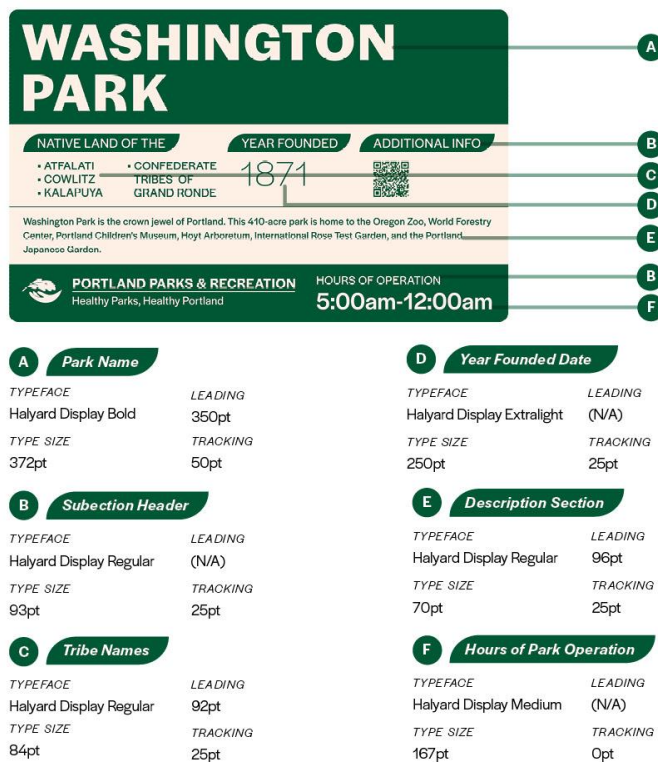 WASHINGTON
PARK
A
NATIVE LAND OF THE
YEAR FOUNDED
ADDITIONAL INFO
B
• ATFALATI
• COWLITZ
• KALAPUYA
• CONFEDERATE
TRIBES OF
GRAND RONDE
1871
C
D
Washington Park is the crown jewel of Portland. This 410-acre park is home to the Oregon Zoo, World Forestry
Center, Portland Children's Museum, Hoyt Arboretum, International Rose Test Garden, and the Portland
Japanese Garden.
E
PORTLAND PARKS & RECREATION
Healthy Parks, Healthy Portland
HOURS OF OPERATION
B
5:00am-12:00am
F
A Park Name
TYPEFACE LEADING
Halyard Display Bold 350pt
TYPE SIZE TRACKING
372pt 50pt
B Subection Header
TYPEFACE LEADING
Halyard Display Regular (N/A)
TYPE SIZE TRACKING
93pt 25pt
C Tribe Names
TYPEFACE LEADING
Halyard Display Regular 92pt
TYPE SIZE TRACKING
84pt 25pt
D Year Founded Date
TYPEFACE LEADING
Halyard Display Extralight (N/A)
TYPE SIZE TRACKING
250pt 25pt
E Description Section
TYPEFACE LEADING
Halyard Display Regular 96pt
TYPE SIZE TRACKING
70pt 25pt
F Hours of Park Operation
TYPEFACE LEADING
Halyard Display Medium (N/A)
TYPE SIZE TRACKING
167pt 0pt